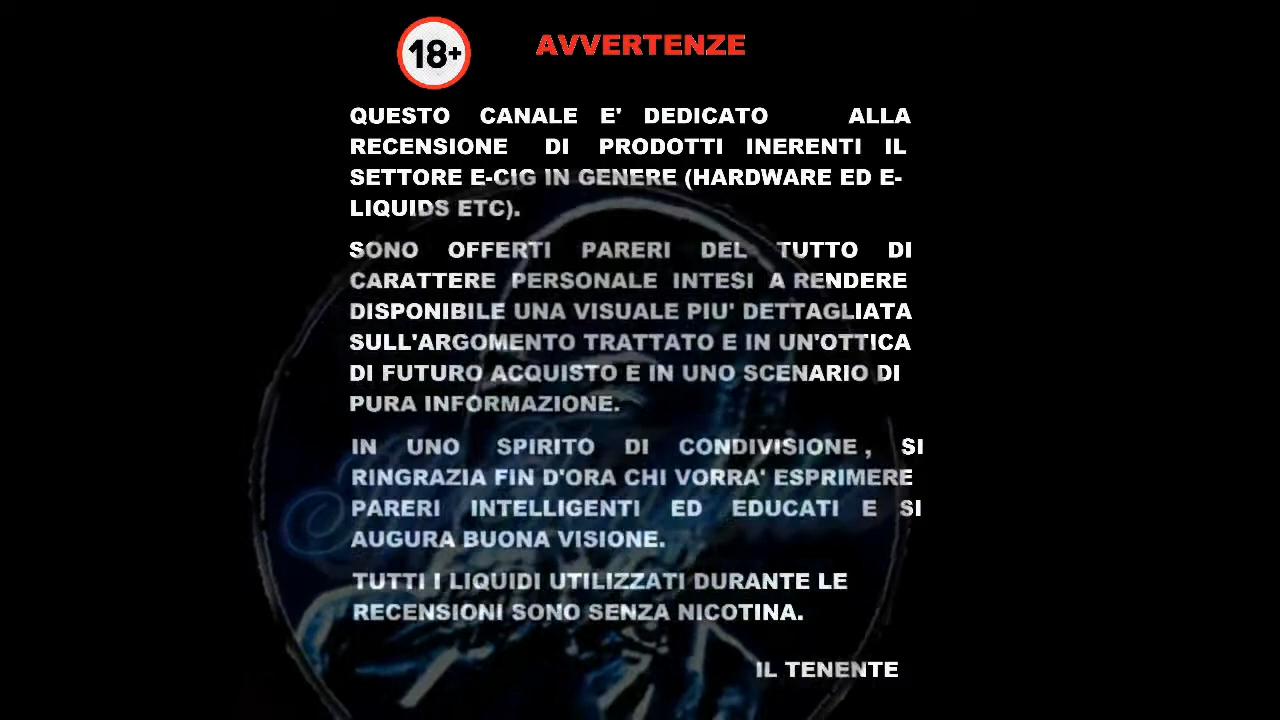 18+
AVVERTENZE
QUESTO CANALE E' DEDICATO ALLA
RECENSIONE DI PRODOTTI INERENTI IL
SETTORE E-CIG IN GENERE (HARDWARE ED E-
LIQUIDS ETC).
SONO OFFERTI PARERI DEL TUTTO DI
CARATTERE PERSONALE INTESI A RENDERE
DISPONIBILE UNA VISUALE PIU' DETTAGLIATA
SULL'ARGOMENTO TRATTATO E IN UN'OTTICA
DI FUTURO ACQUISTO E IN UNO SCENARIO DI
PURA INFORMAZIONE.
IN UNO SPIRITO DI CONDIVISIONE , SI
RINGRAZIA FIN D'ORA CHI VORRA' ESPRIMERE
PARERI INTELLIGENTI ED EDUCATI E SI
AUGURA BUONA VISIONE.
TUTTI I LIQUIDI UTILIZZATI DURANTE LE
RECENSIONI SONO SENZA NICOTINA.
IL TENENTE